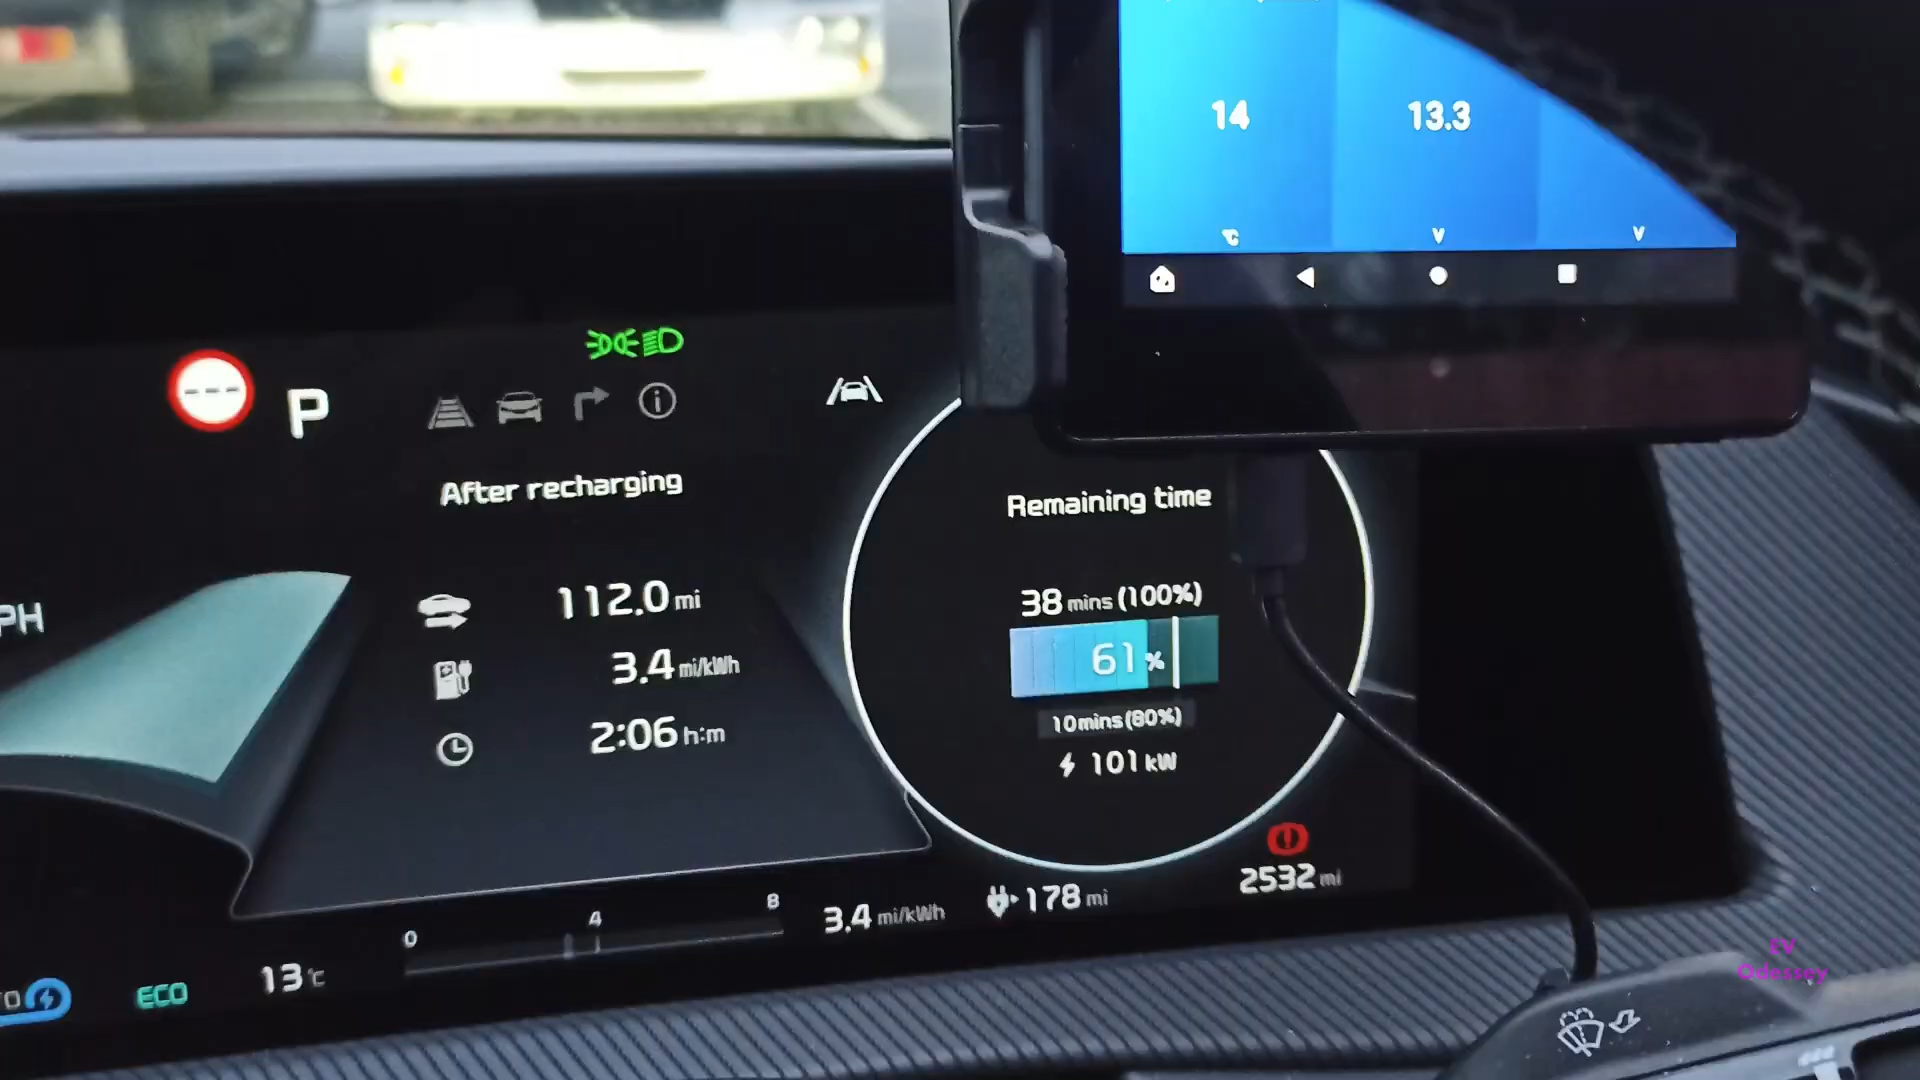 14 13.3
℃ V V
P
After recharging
112.0 mi
3.4 mi/kWh
2:06 h:m
PH
Remaining time
38 mins (100%)
61 %
10 mins (80%)
101 kW
2532 mi
0 4 8
3.4 mi/kWh
178 mi
ECO
13 ℃
EV
Odessey